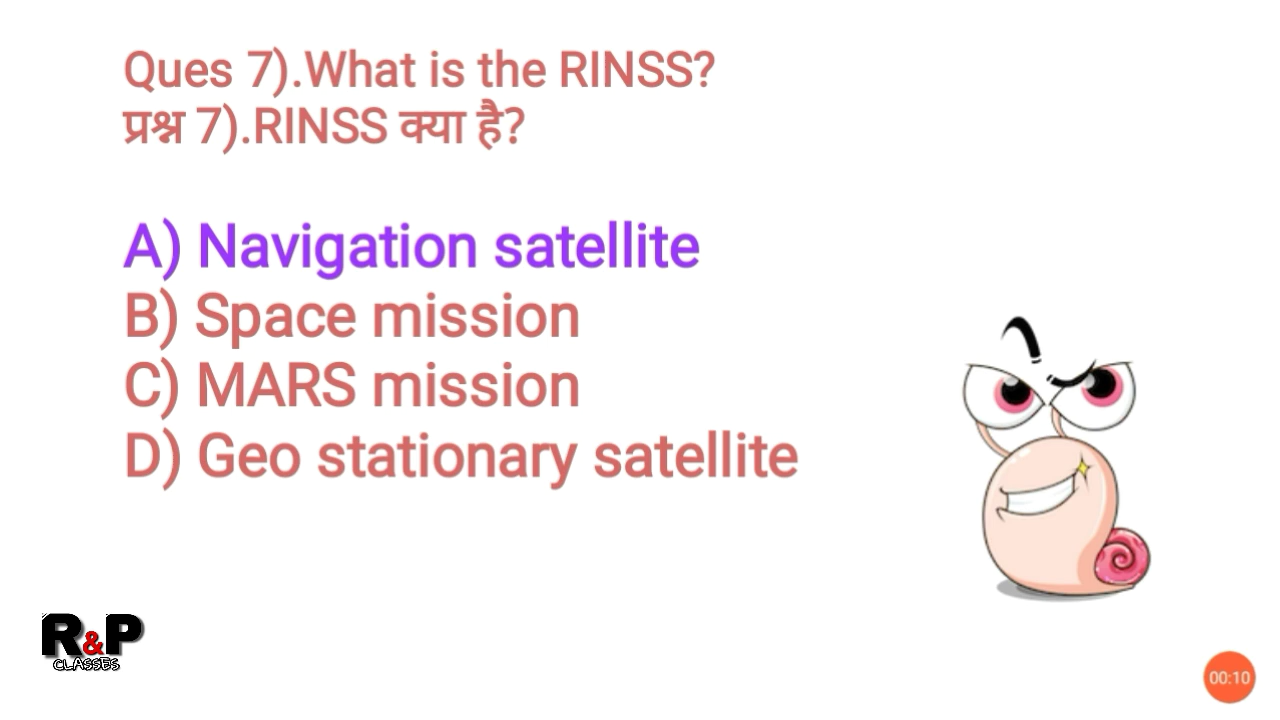 Ques 7).What is the RINSS?
प्रश्न 7).RINSS क्या है?
A) Navigation satellite
B) Space mission
C) MARS mission
D) Geo stationary satellite
R&P
CLASSES
00:10